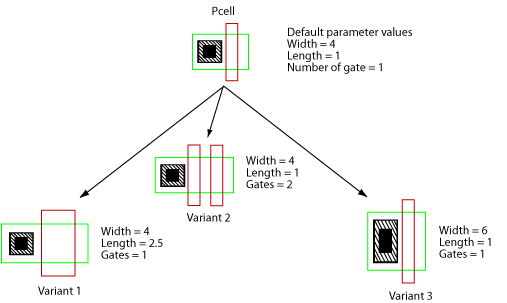 Pcell
Default parameter values
Width = 4
Length = 1
Number of gate = 1
Width = 4
Length = 1
Gates = 2
Variant 2
Width = 4
Length = 2.5
Gates = 1
Variant 1
Width = 6
Length = 1
Gates = 1
Variant 3